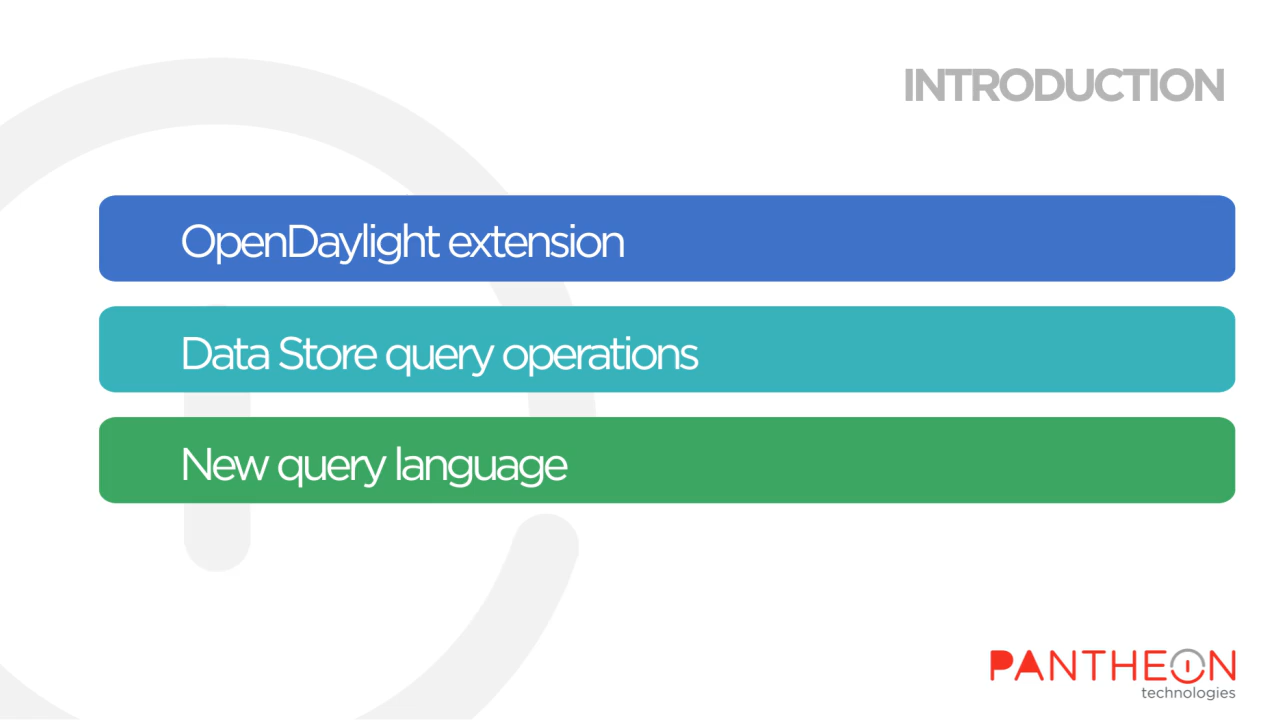 INTRODUCTION
OpenDaylight extension
Data Store query operations
New query language
PANTHEON
technologies